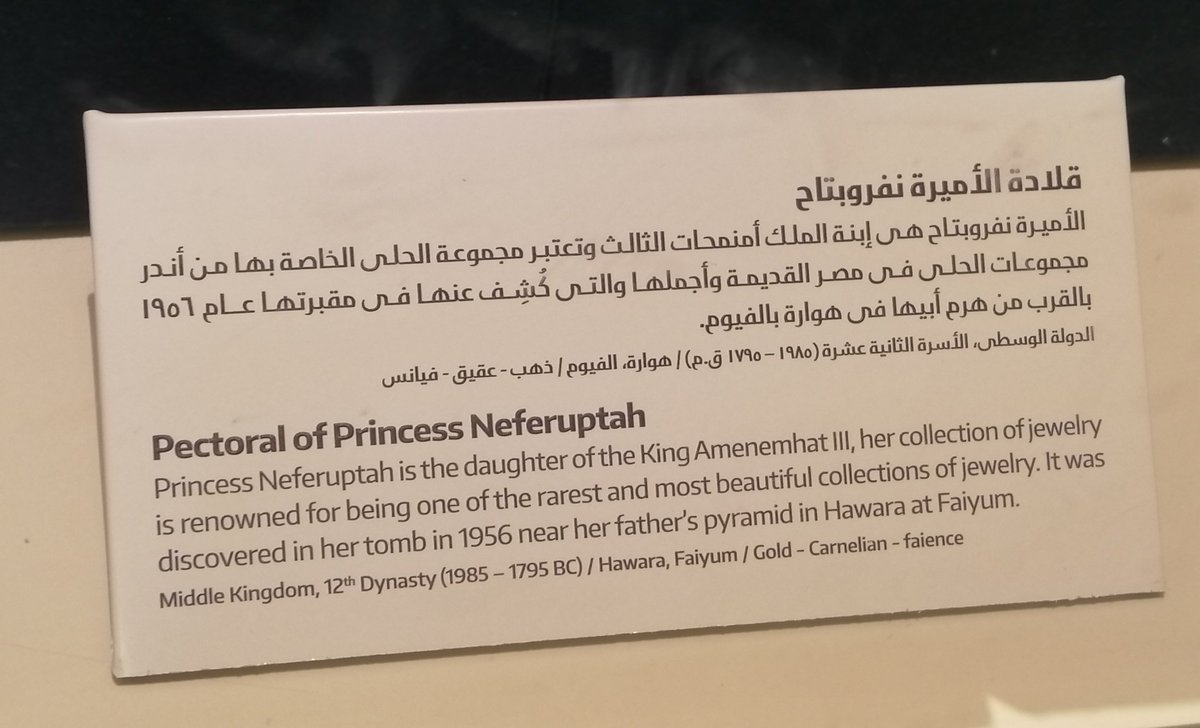 قلادة الأميرة نفروبتاح
الأميرة نفروبتاح هى إبنة الملك أمنمحات الثالث وتعتبر مجموعة الحلى الخاصة بها من أندر
مجموعات الحلى فى مصر القديمة وأجملها والتى كُشِف عنها فى مقبرتها عام ١٩٥٦
بالقرب من هرم أبيها فى هوارة بالفيوم.
الدولة الوسطى، الأسرة الثانية عشرة (١٩٨٥ – ١٧٩٥ ق.م) / هوارة، الفيوم / ذهب - عقيق - فيانس
Pectoral of Princess Neferuptah
Princess Neferuptah is the daughter of the King Amenemhat III, her collection of jewelry
is renowned for being one of the rarest and most beautiful collections of jewelry. It was
discovered in her tomb in 1956 near her father's pyramid in Hawara at Faiyum.
Middle Kingdom, 12th Dynasty (1985 – 1795 BC) / Hawara, Faiyum / Gold - Carnelian - faience